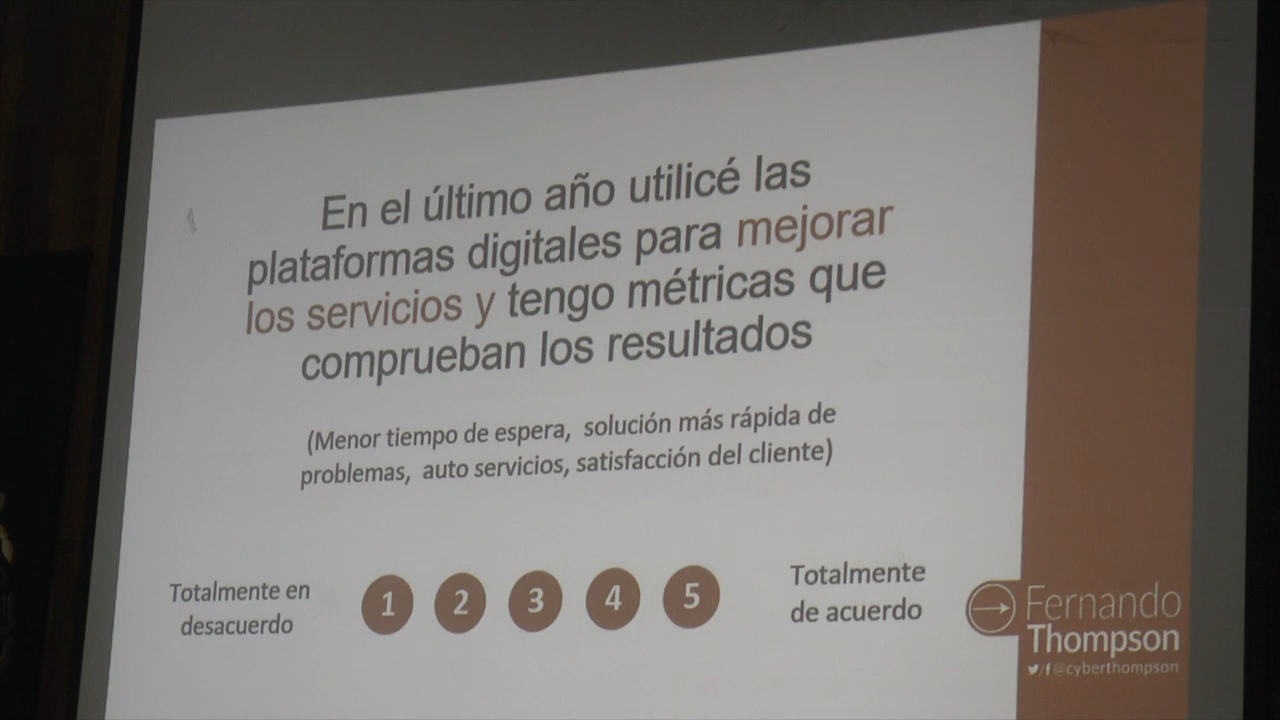 En el último año utilicé las
plataformas digitales para mejorar
los servicios y tengo métricas que
comprueban los resultados
(Menor tiempo de espera, solución más rápida de
problemas, auto servicios, satisfacción del cliente)
Totalmente en
desacuerdo
1 2 3 4 5
Totalmente
de acuerdo
Fernando
Thompson
/f@cyberthompson